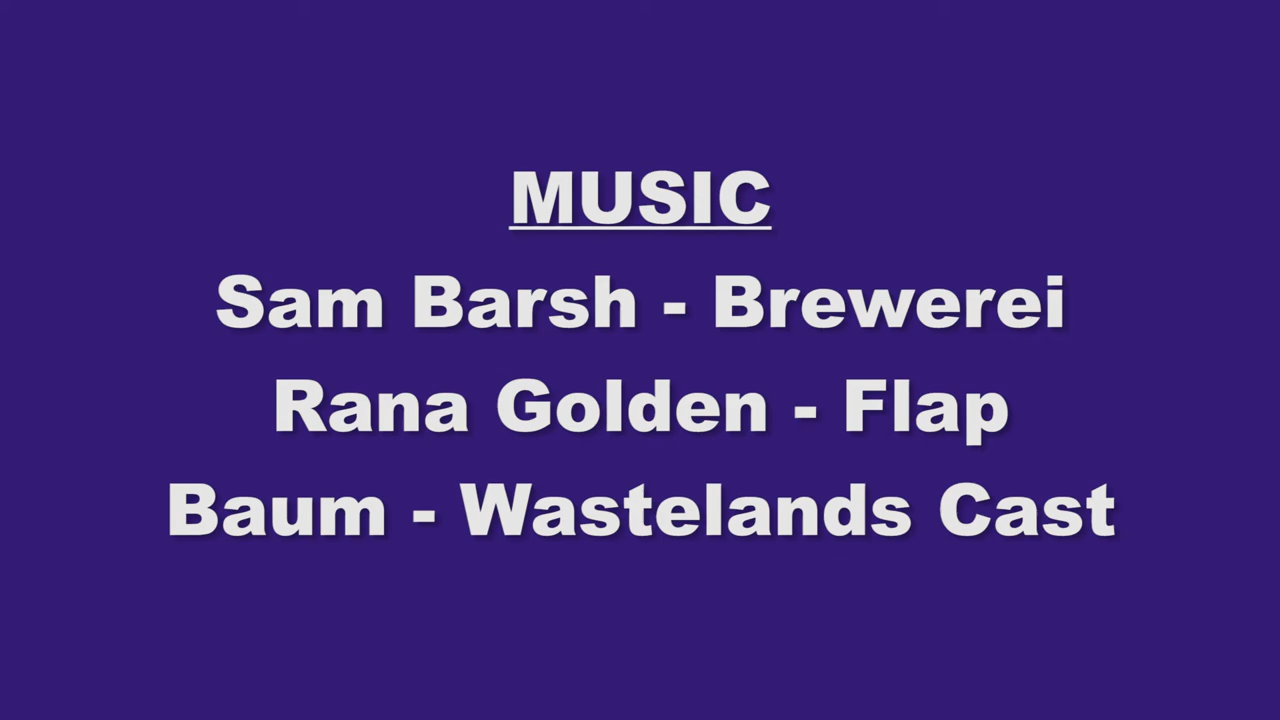 MUSIC
Sam Barsh - Brewerei
Rana Golden - Flap
Baum - Wastelands Cast